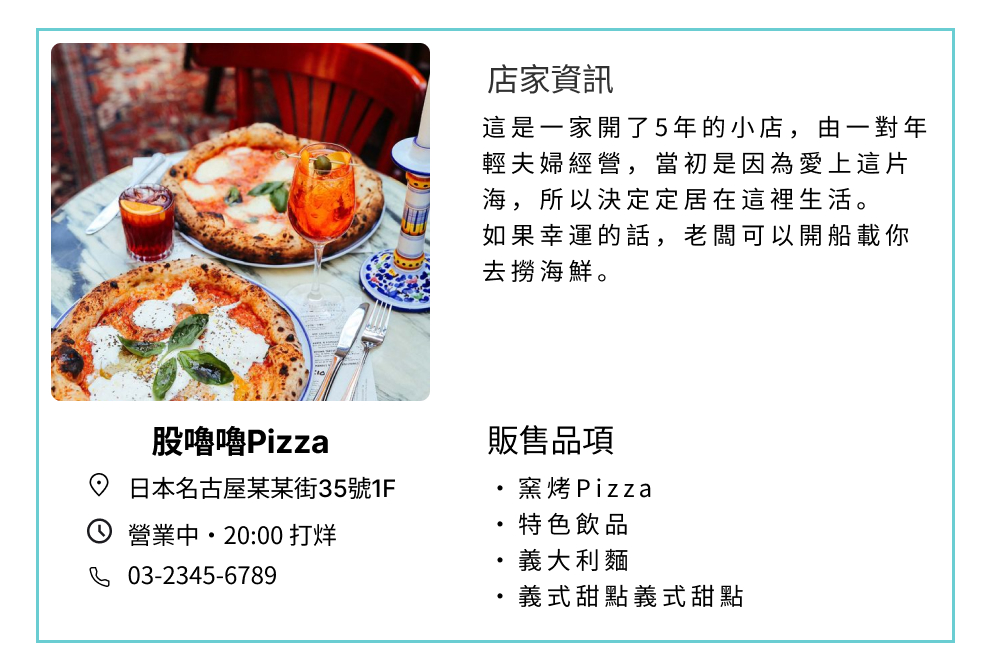 店家資訊
這是一家開了5年的小店，由一對年
輕夫婦經營，當初是因為愛上這片
海，所以決定定居在這裡生活。
如果幸運的話，老闆可以開船載你
去撈海鮮。
股嚕嚕Pizza
日本名古屋某某街35號1F
營業中・20:00 打烊
03-2345-6789
販售品項
・窯烤Pizza
・特色飲品
・義大利麵
・義式甜點義式甜點